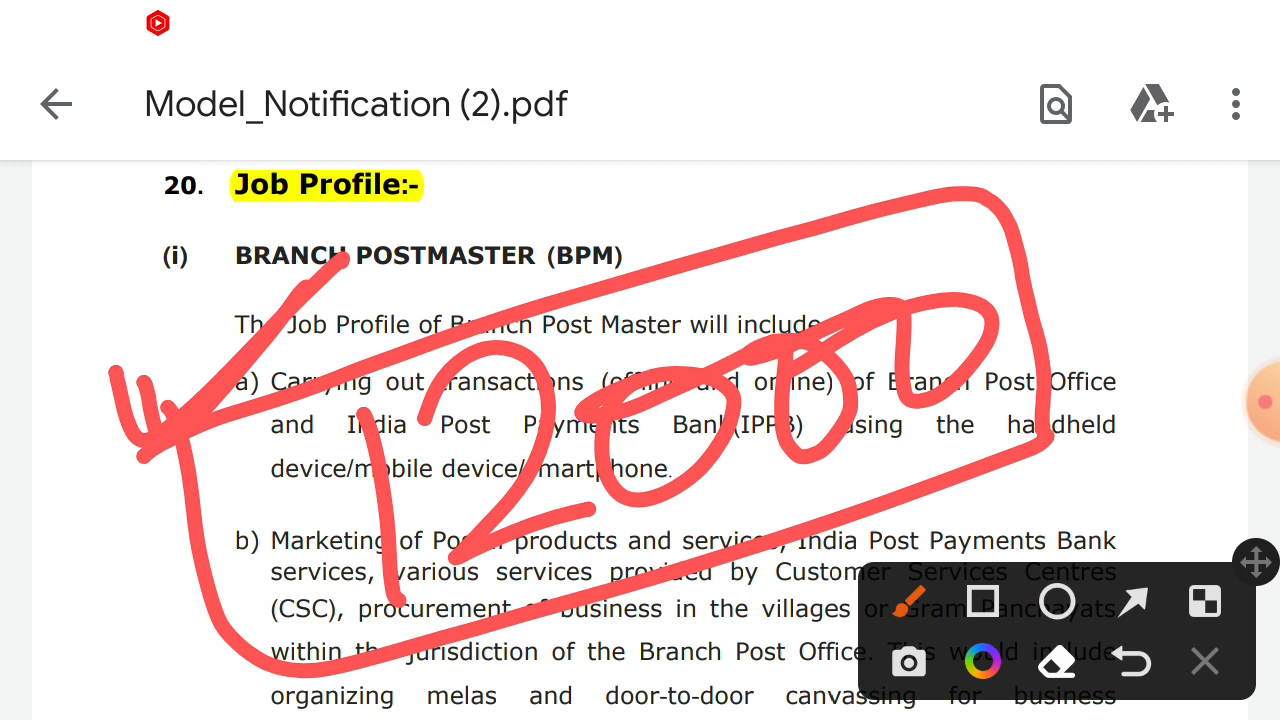 Model_Notification (2).pdf
20. Job Profile:-
(i) BRANCH POSTMASTER (BPM)
The Job Profile of Branch Post Master will include
a) Carrying out transactions (offline and online) of Branch Post Office
and India Post Payments Bank(IPPB) using the handheld
device/mobile device/smartphone.
12000
b) Marketing of Postal products and services, India Post Payments Bank
services, various services provided by Customer Services Centres
(CSC), procurement of business in the villages or Gram Panchayats
within the jurisdiction of the Branch Post Office. This would include
organizing melas and door-to-door canvassing for business